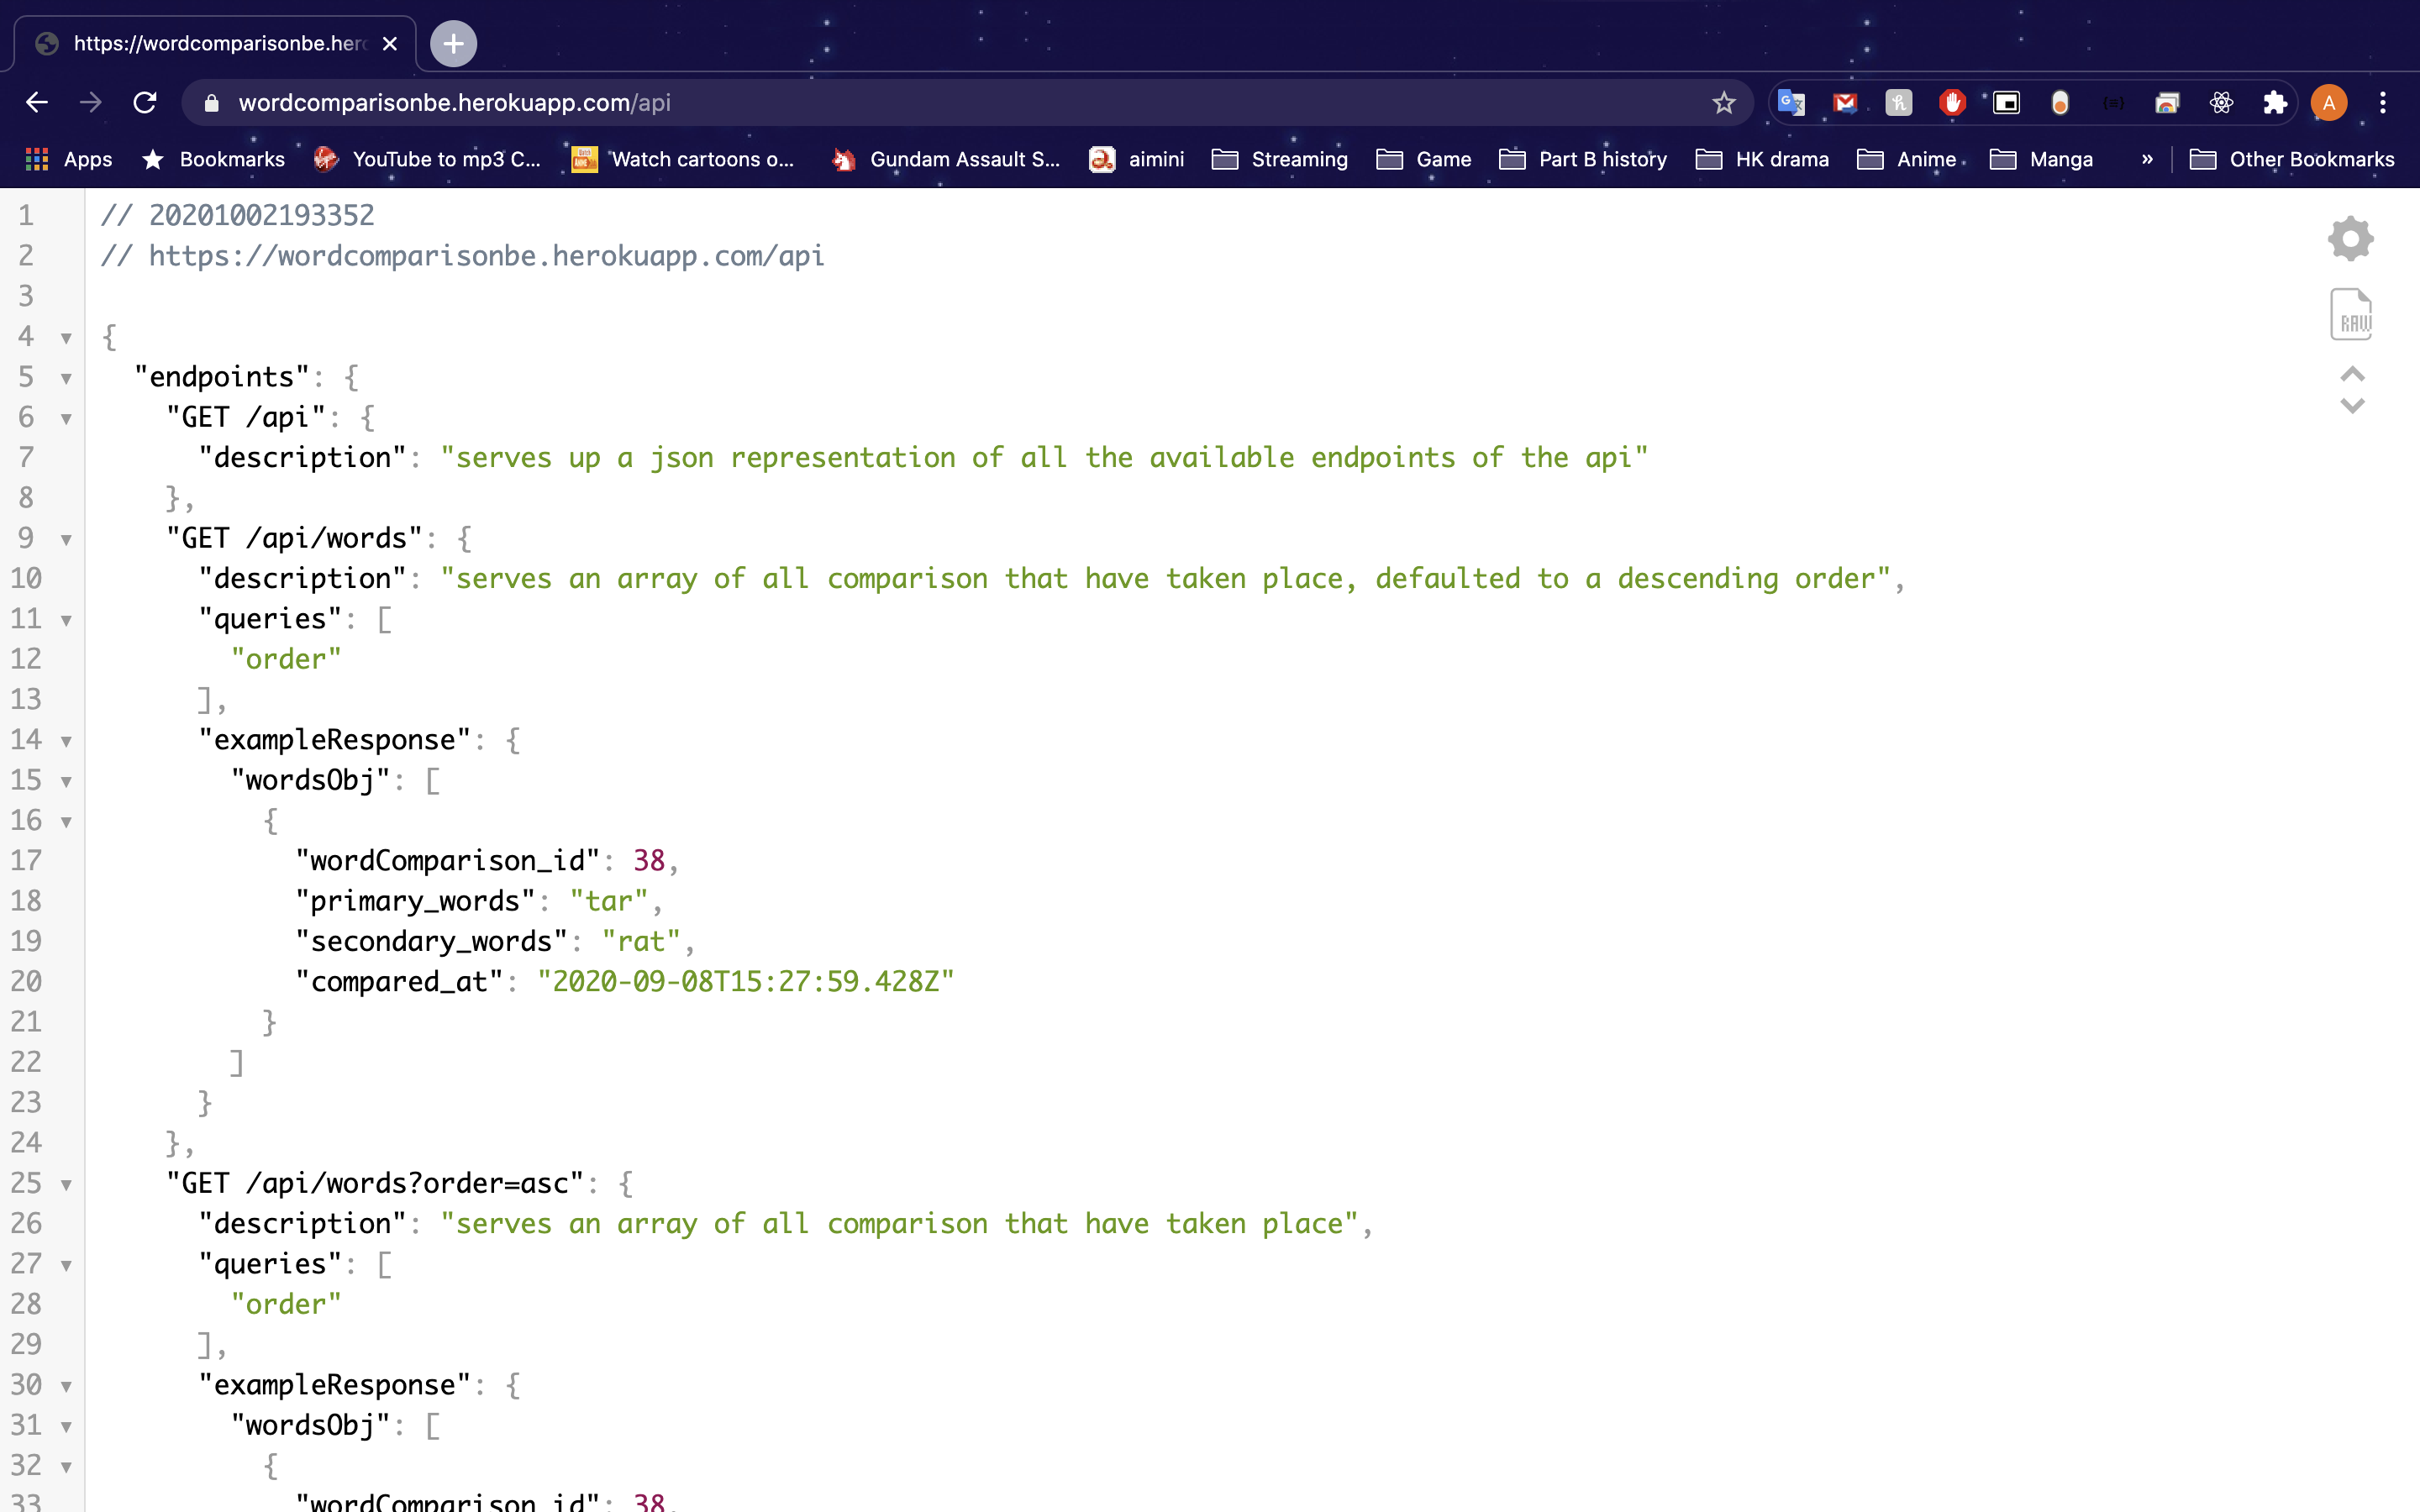 https://wordcomparisonbe.her
wordcomparisonbe.herokuapp.com/api
Apps Bookmarks YouTube to mp3 C... Watch cartoons o... Gundam Assault S... aimini Streaming Game Part B history HK drama Anime Manga » Other Bookmarks
A
RAW
1 // 20201002193352
2 // https://wordcomparisonbe.herokuapp.com/api
3
4 {
5 "endpoints": {
6 "GET /api": {
7 "description": "serves up a json representation of all the available endpoints of the api"
8 },
9 "GET /api/words": {
10 "description": "serves an array of all comparison that have taken place, defaulted to a descending order",
11 "queries": [
12 "order"
13 ],
14 "exampleResponse": {
15 "wordsObj": [
16 {
17 "wordComparison_id": 38,
18 "primary_words": "tar",
19 "secondary_words": "rat",
20 "compared_at": "2020-09-08T15:27:59.428Z"
21 }
22 ]
23 }
24 },
25 "GET /api/words?order=asc": {
26 "description": "serves an array of all comparison that have taken place",
27 "queries": [
28 "order"
29 ],
30 "exampleResponse": {
31 "wordsObj": [
32 {
33 "wordComparison_id": 38,